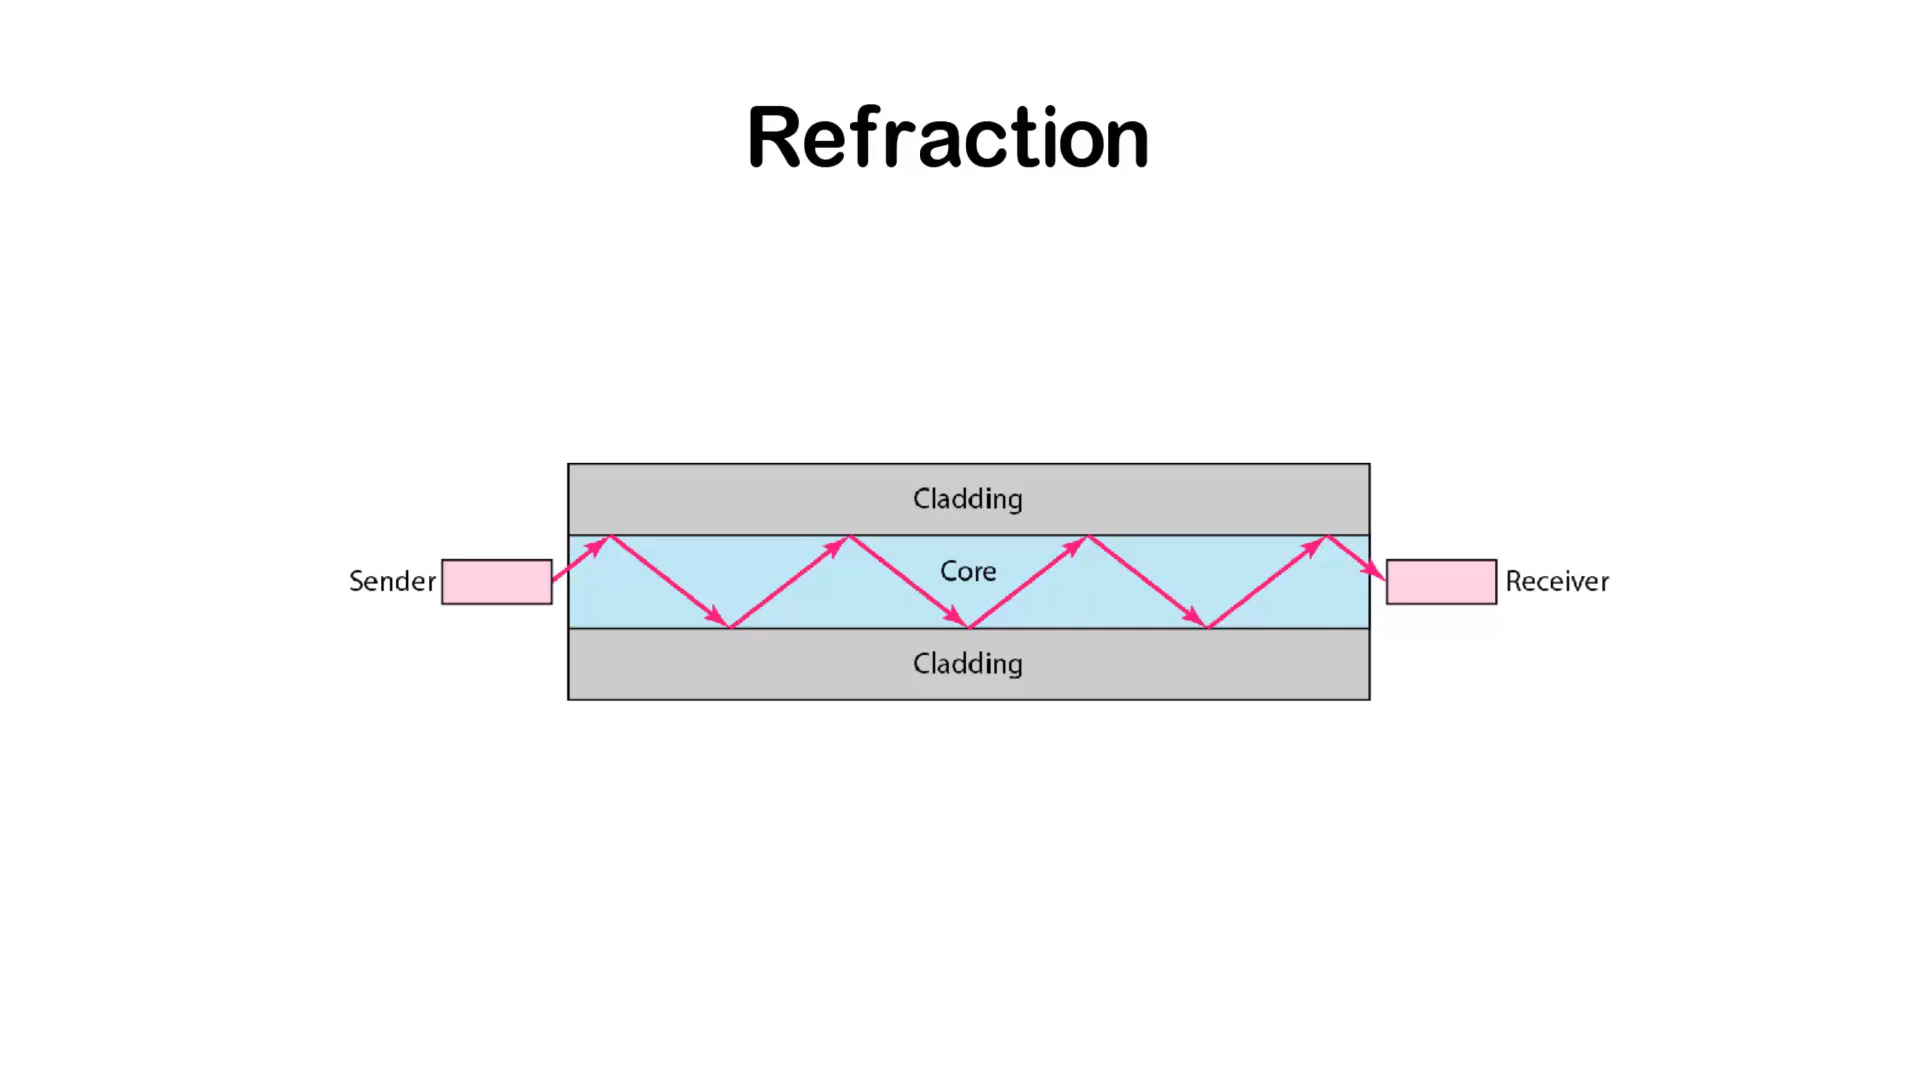 Refraction
Cladding
Core
Sender
Receiver
Cladding